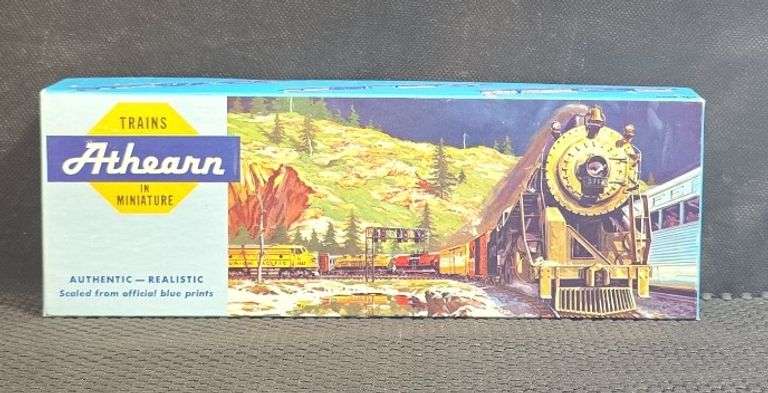 TRAINS
Athearn
IN
MINIATURE
AUTHENTIC — REALISTIC
Scaled from official blue prints